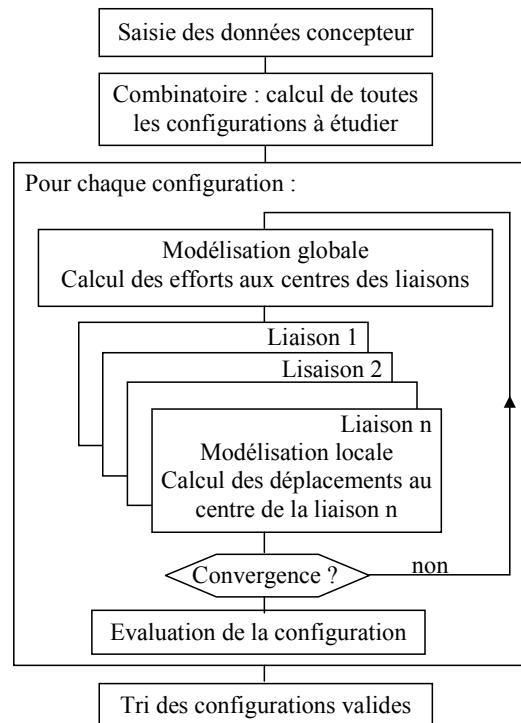 Saisie des données concepteur
Combinatoire : calcul de toutes
les configurations à étudier
Pour chaque configuration :
Modélisation globale
Calcul des efforts aux centres des liaisons
Liaison 1
Lisaison 2
Liaison n
Modélisation locale
Calcul des déplacements au
centre de la liaison n
Convergence ?
non
Evaluation de la configuration
Tri des configurations valides